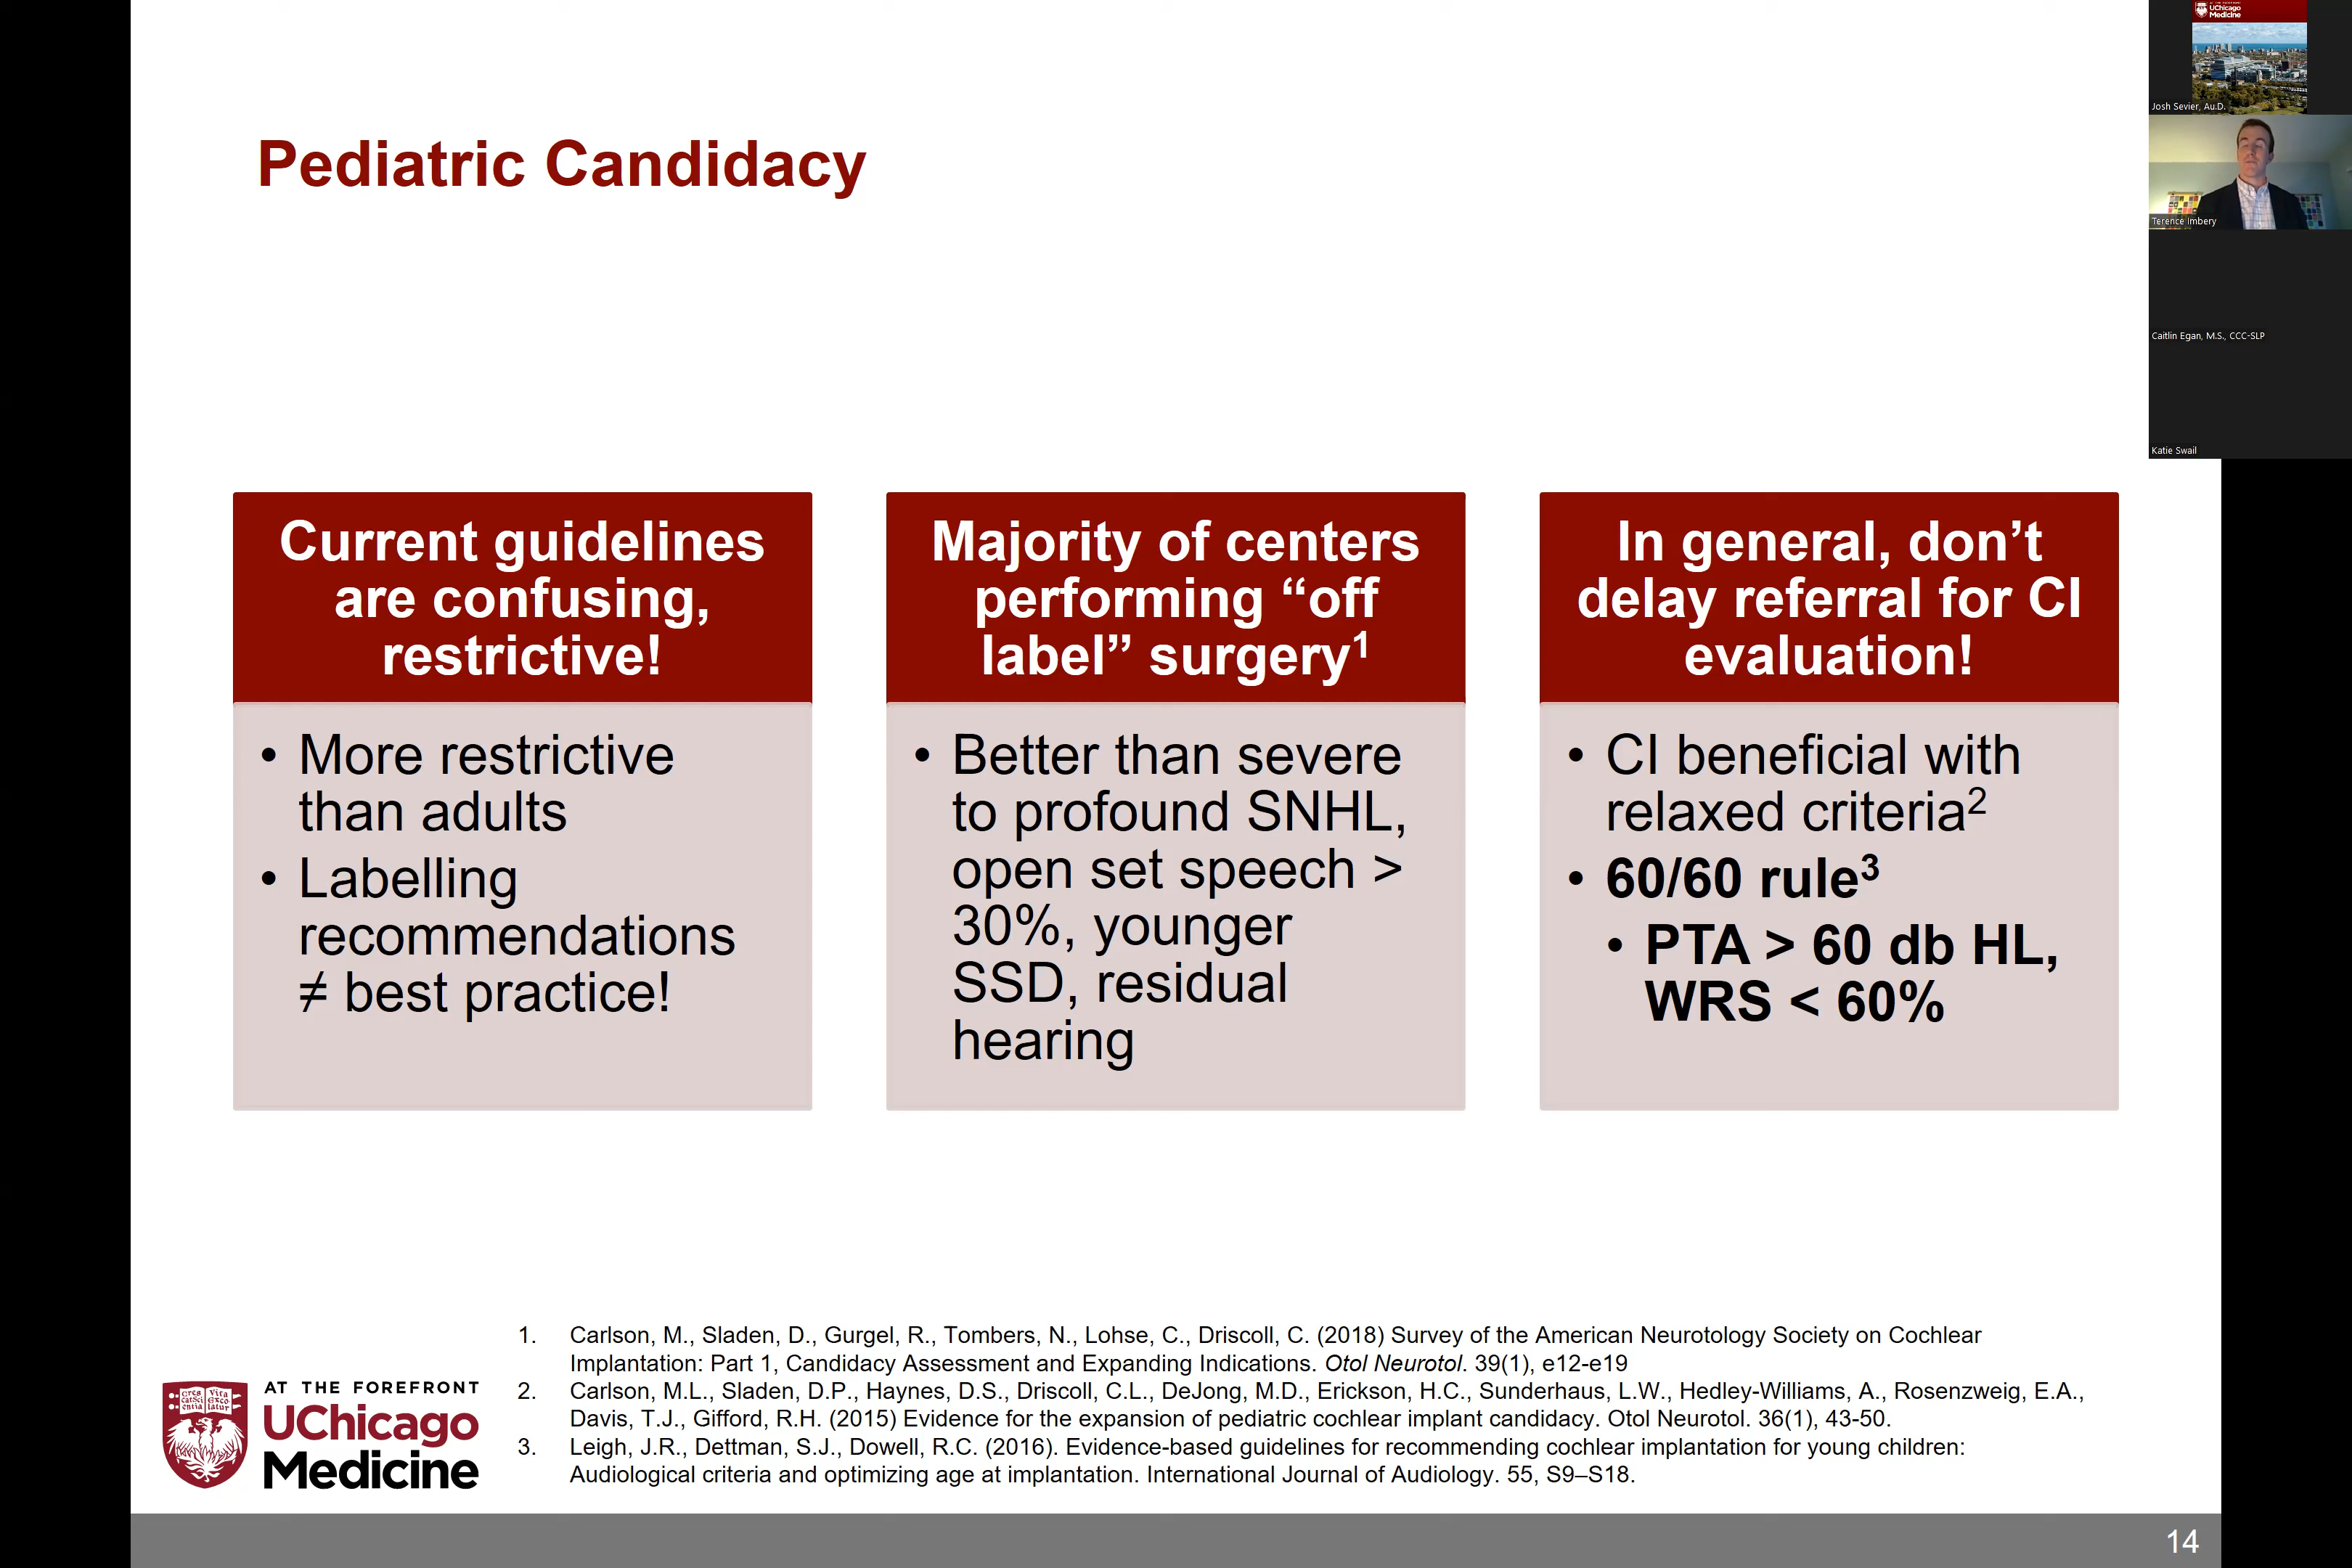 Pediatric Candidacy
Current guidelines
are confusing,
restrictive!
• More restrictive
than adults
• Labelling
recommendations
≠ best practice!
Majority of centers
performing “off
label” surgery1
• Better than severe
to profound SNHL,
open set speech >
30%, younger
SSD, residual
hearing
In general, don’t
delay referral for CI
evaluation!
• CI beneficial with
relaxed criteria2
• 60/60 rule3
• PTA > 60 db HL,
WRS < 60%
1. Carlson, M., Sladen, D., Gurgel, R., Tombers, N., Lohse, C., Driscoll, C. (2018) Survey of the American Neurotology Society on Cochlear
Implantation: Part 1, Candidacy Assessment and Expanding Indications. Otol Neurotol. 39(1), e12-e19
2. Carlson, M.L., Sladen, D.P., Haynes, D.S., Driscoll, C.L., DeJong, M.D., Erickson, H.C., Sunderhaus, L.W., Hedley-Williams, A., Rosenzweig, E.A.,
Davis, T.J., Gifford, R.H. (2015) Evidence for the expansion of pediatric cochlear implant candidacy. Otol Neurotol. 36(1), 43-50.
3. Leigh, J.R., Dettman, S.J., Dowell, R.C. (2016). Evidence-based guidelines for recommending cochlear implantation for young children:
Audiological criteria and optimizing age at implantation. International Journal of Audiology. 55, S9–S18.
AT THE FOREFRONT
UChicago
Medicine
14
UChicago
Medicine
Josh Sevier, Au.D.
Terence Imbery
Caitlin Egan, M.S., CCC-SLP
Katie Swail